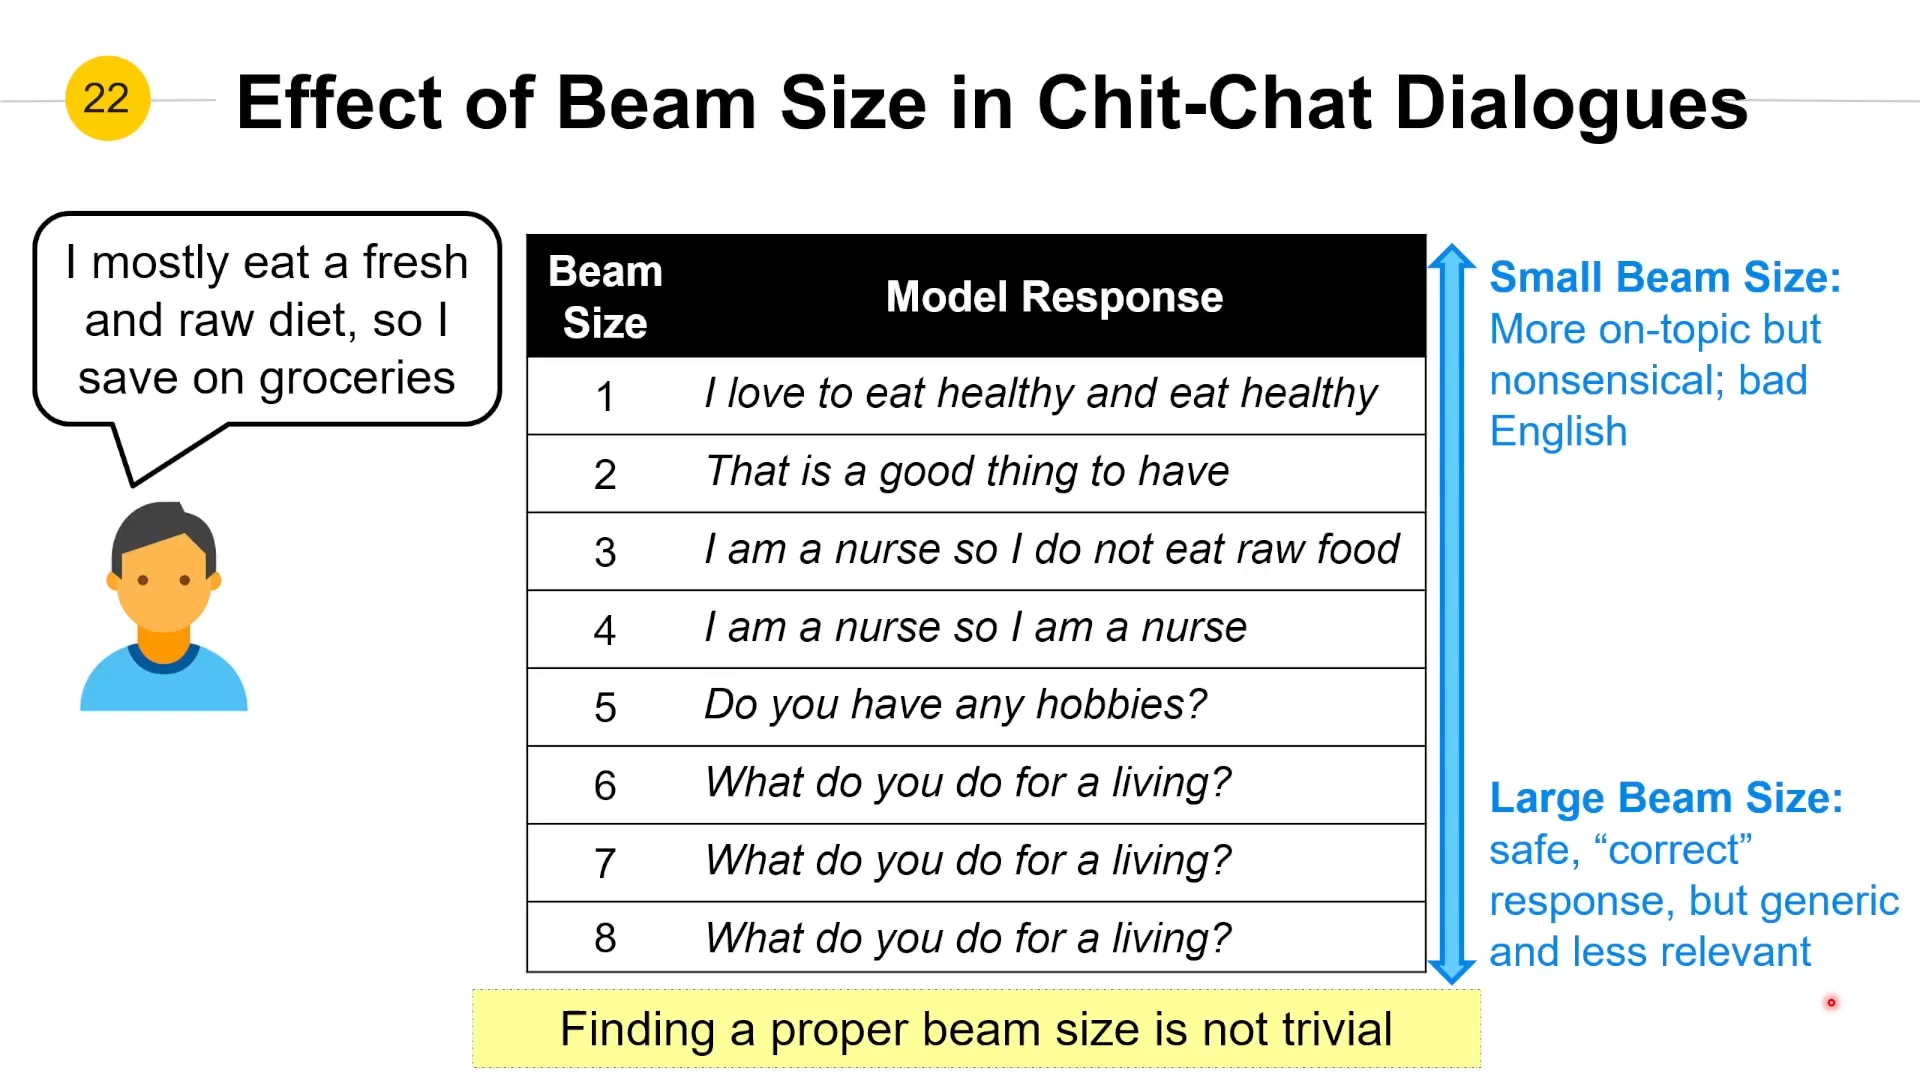 22
Effect of Beam Size in Chit-Chat Dialogues
I mostly eat a fresh
and raw diet, so I
save on groceries
Beam
Size
Model Response
1 I love to eat healthy and eat healthy
2 That is a good thing to have
3 I am a nurse so I do not eat raw food
4 I am a nurse so I am a nurse
5 Do you have any hobbies?
6 What do you do for a living?
7 What do you do for a living?
8 What do you do for a living?
Small Beam Size:
More on-topic but
nonsensical; bad
English
Large Beam Size:
safe, “correct”
response, but generic
and less relevant
Finding a proper beam size is not trivial